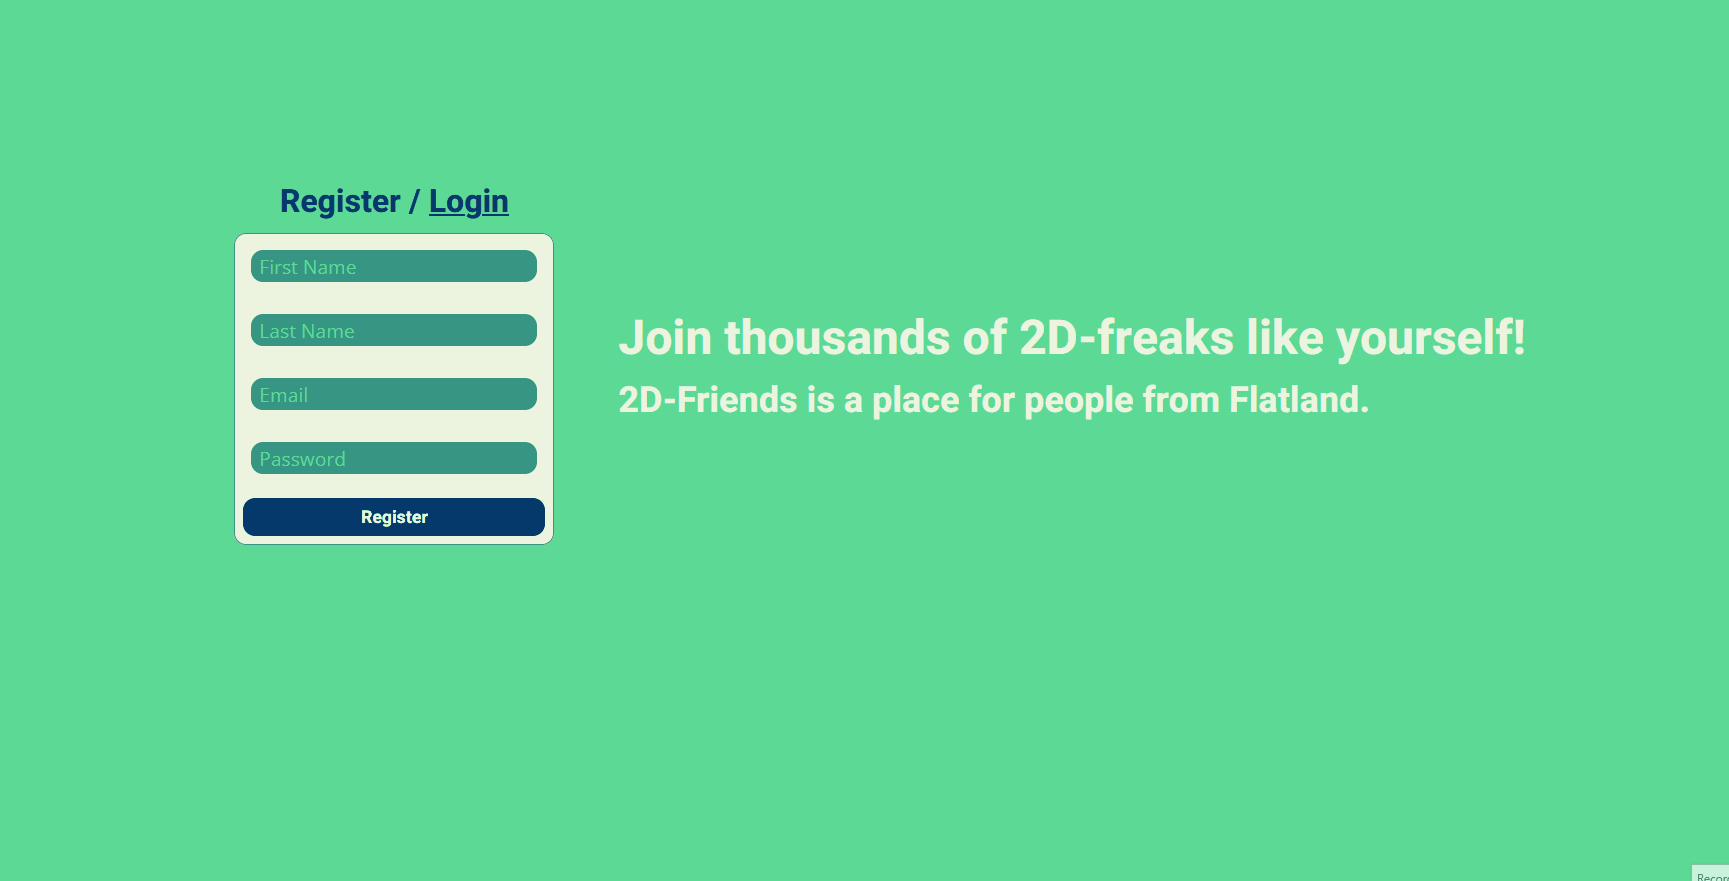 Register / Login
First Name
Last Name
Email
Password
Register
Join thousands of 2D-freaks like yourself!
2D-Friends is a place for people from Flatland.